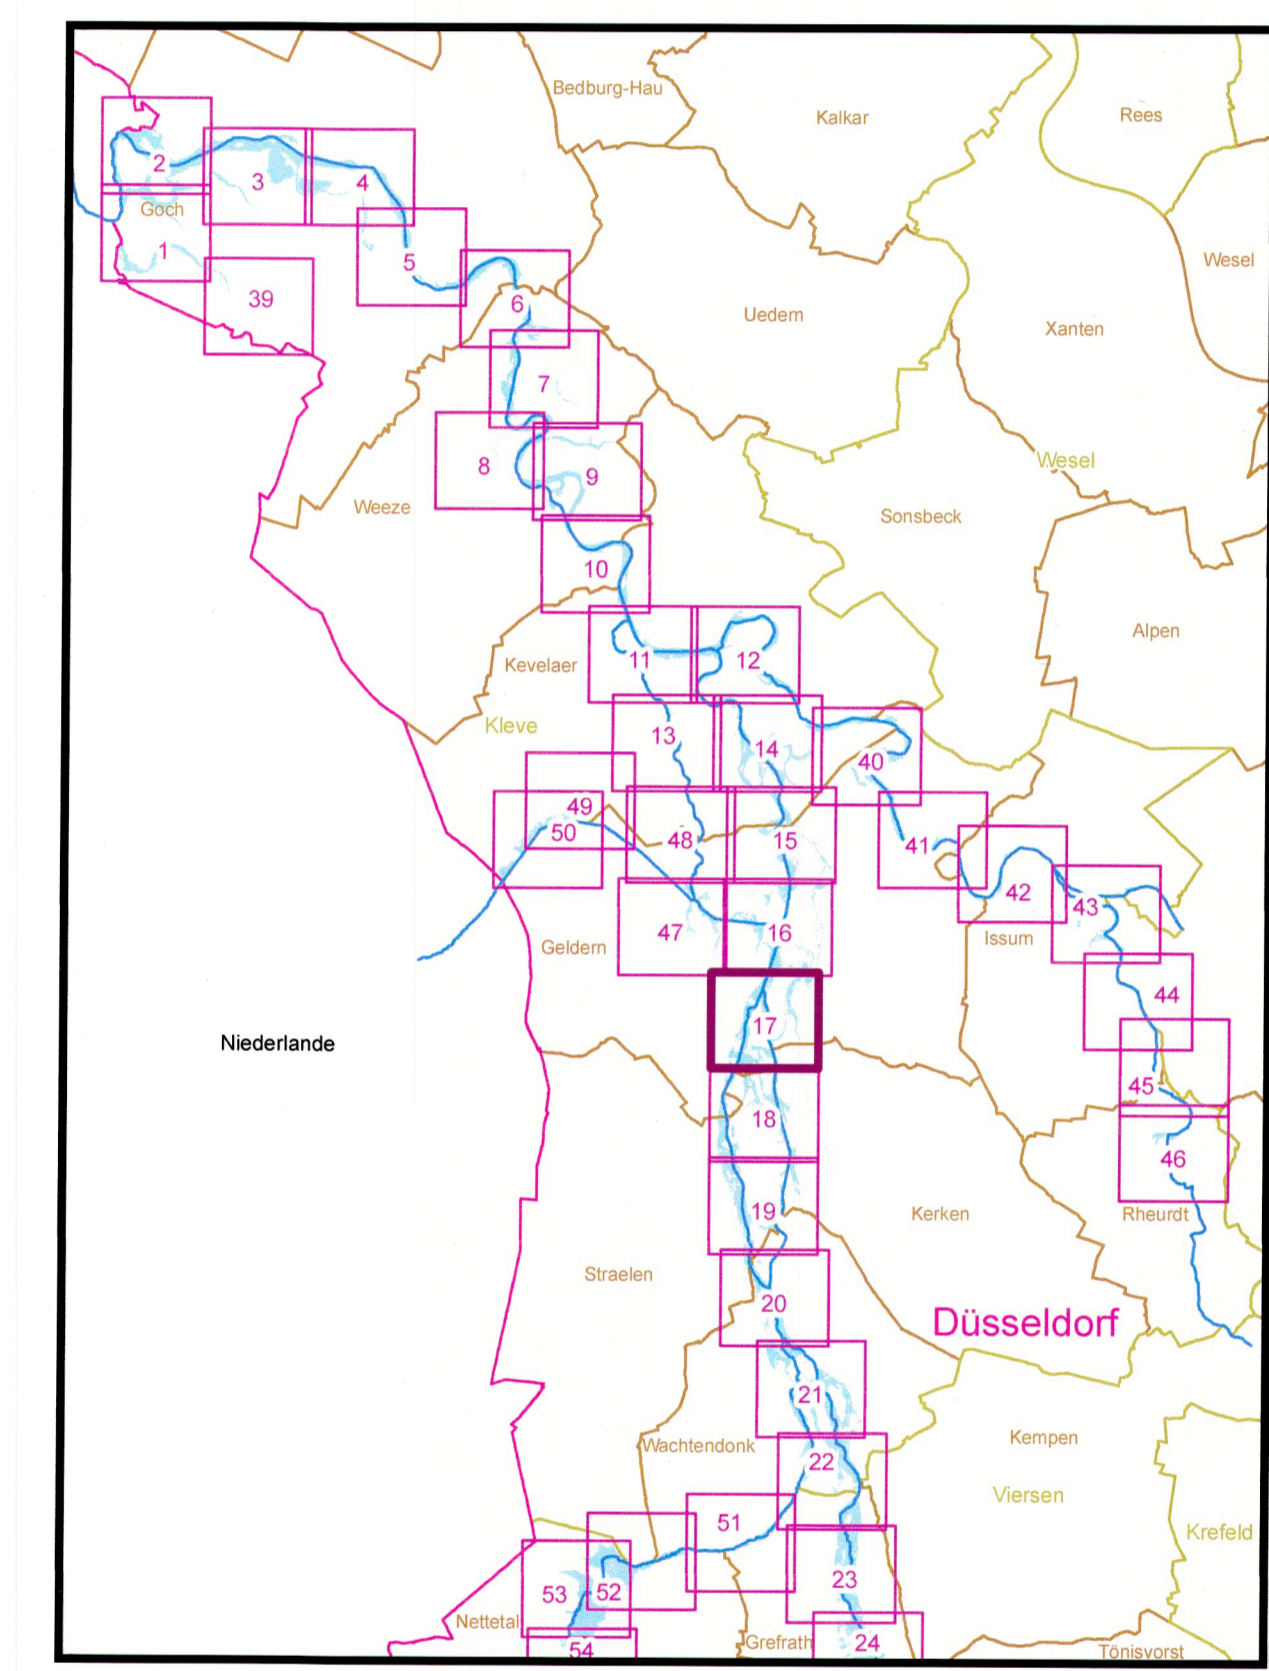 Bedburg-Hau
Kalkar
Rees
2
3
4
Goch
1
5
39
6
Uedem
Wesel
Xanten
7
8
9
Weeze
Wesel
Sonsbeck
10
Alpen
11
12
Kevelaer
Kleve
13
14
40
49
50
48
15
41
42
43
47
16
Geldern
Issum
44
17
Niederlande
45
18
46
19
Kerken
Rheurdt
Straelen
20
Düsseldorf
21
Kempen
Wachtendonk
22
Viersen
51
Krefeld
53
52
23
Nettetal
54
Grefrath
24
Tönisvorst